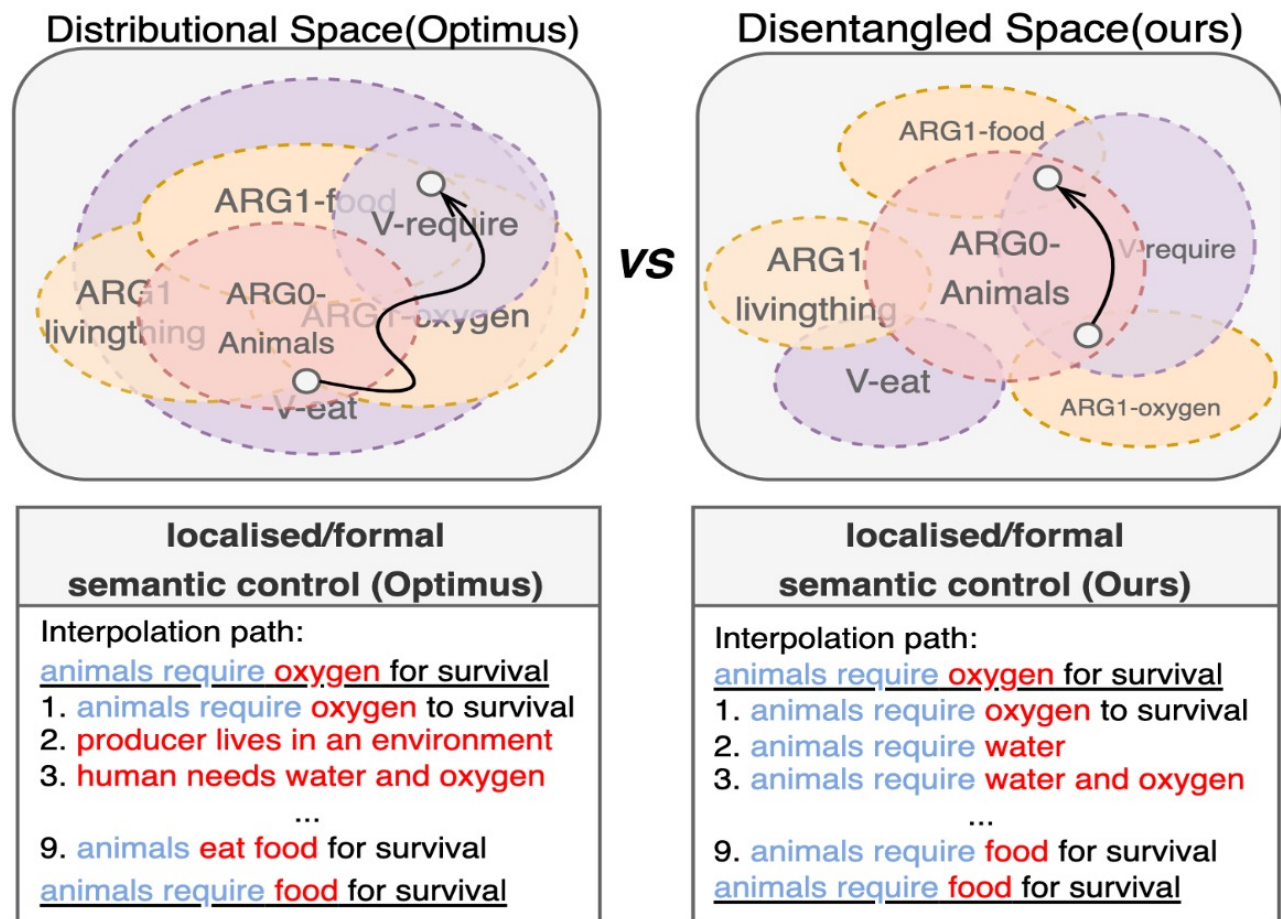 Distributional Space(Optimus)
ARG1-food
V-require
ARG1
livingthing
ARG0-
Animals
ARG1-oxygen
V-eat
vs
Disentangled Space(ours)
ARG1-food
ARG0-
Animals
V-require
ARG1
livingthing
V-eat
ARG1-oxygen
localised/formal
semantic control (Optimus)
Interpolation path:
animals require oxygen for survival
1. animals require oxygen to survival
2. producer lives in an environment
3. human needs water and oxygen
...
9. animals eat food for survival
animals require food for survival
localised/formal
semantic control (Ours)
Interpolation path:
animals require oxygen for survival
1. animals require oxygen to survival
2. animals require water
3. animals require water and oxygen
...
9. animals require food for survival
animals require food for survival